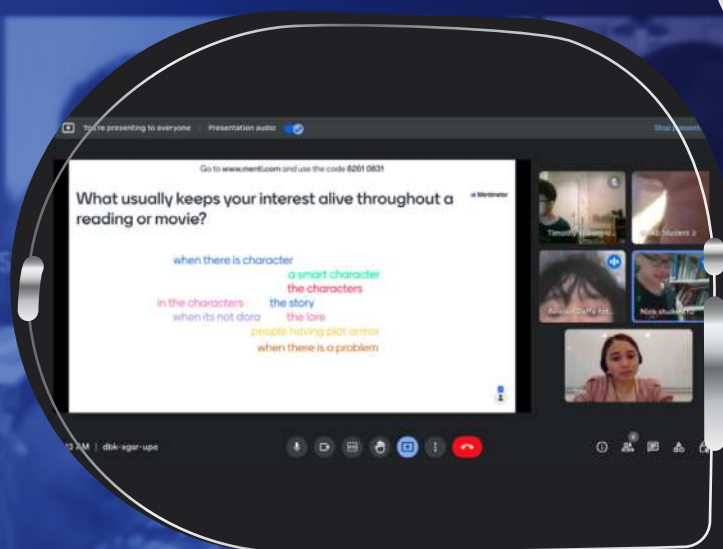 You're presenting to everyone
Presentation audio
Stop
Go to www.menti.com and use the code 8261 0831
Mentimeter
What usually keeps your interest alive throughout a
reading or movie?
when there is character
a smart character
the characters
in the characters
the story
when its not dora
the lore
people having plot armor
when there is a problem
Student 2
AM | dbk-xgsr-upe